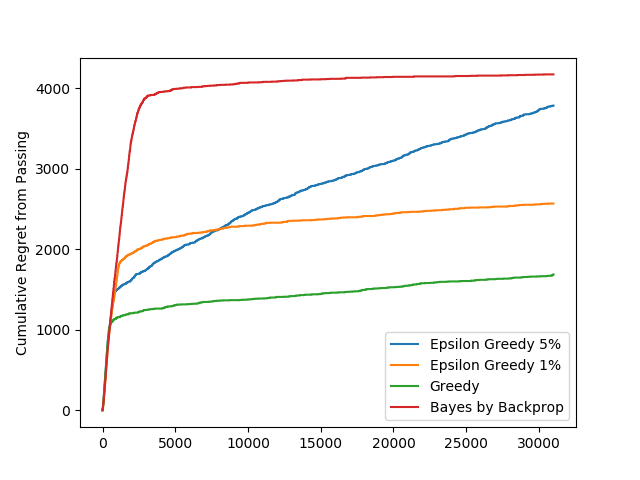 Cumulative Regret from Passing
4000
3000
2000
1000
0
0 5000 10000 15000 20000 25000 30000
Epsilon Greedy 5%
Epsilon Greedy 1%
Greedy
Bayes by Backprop